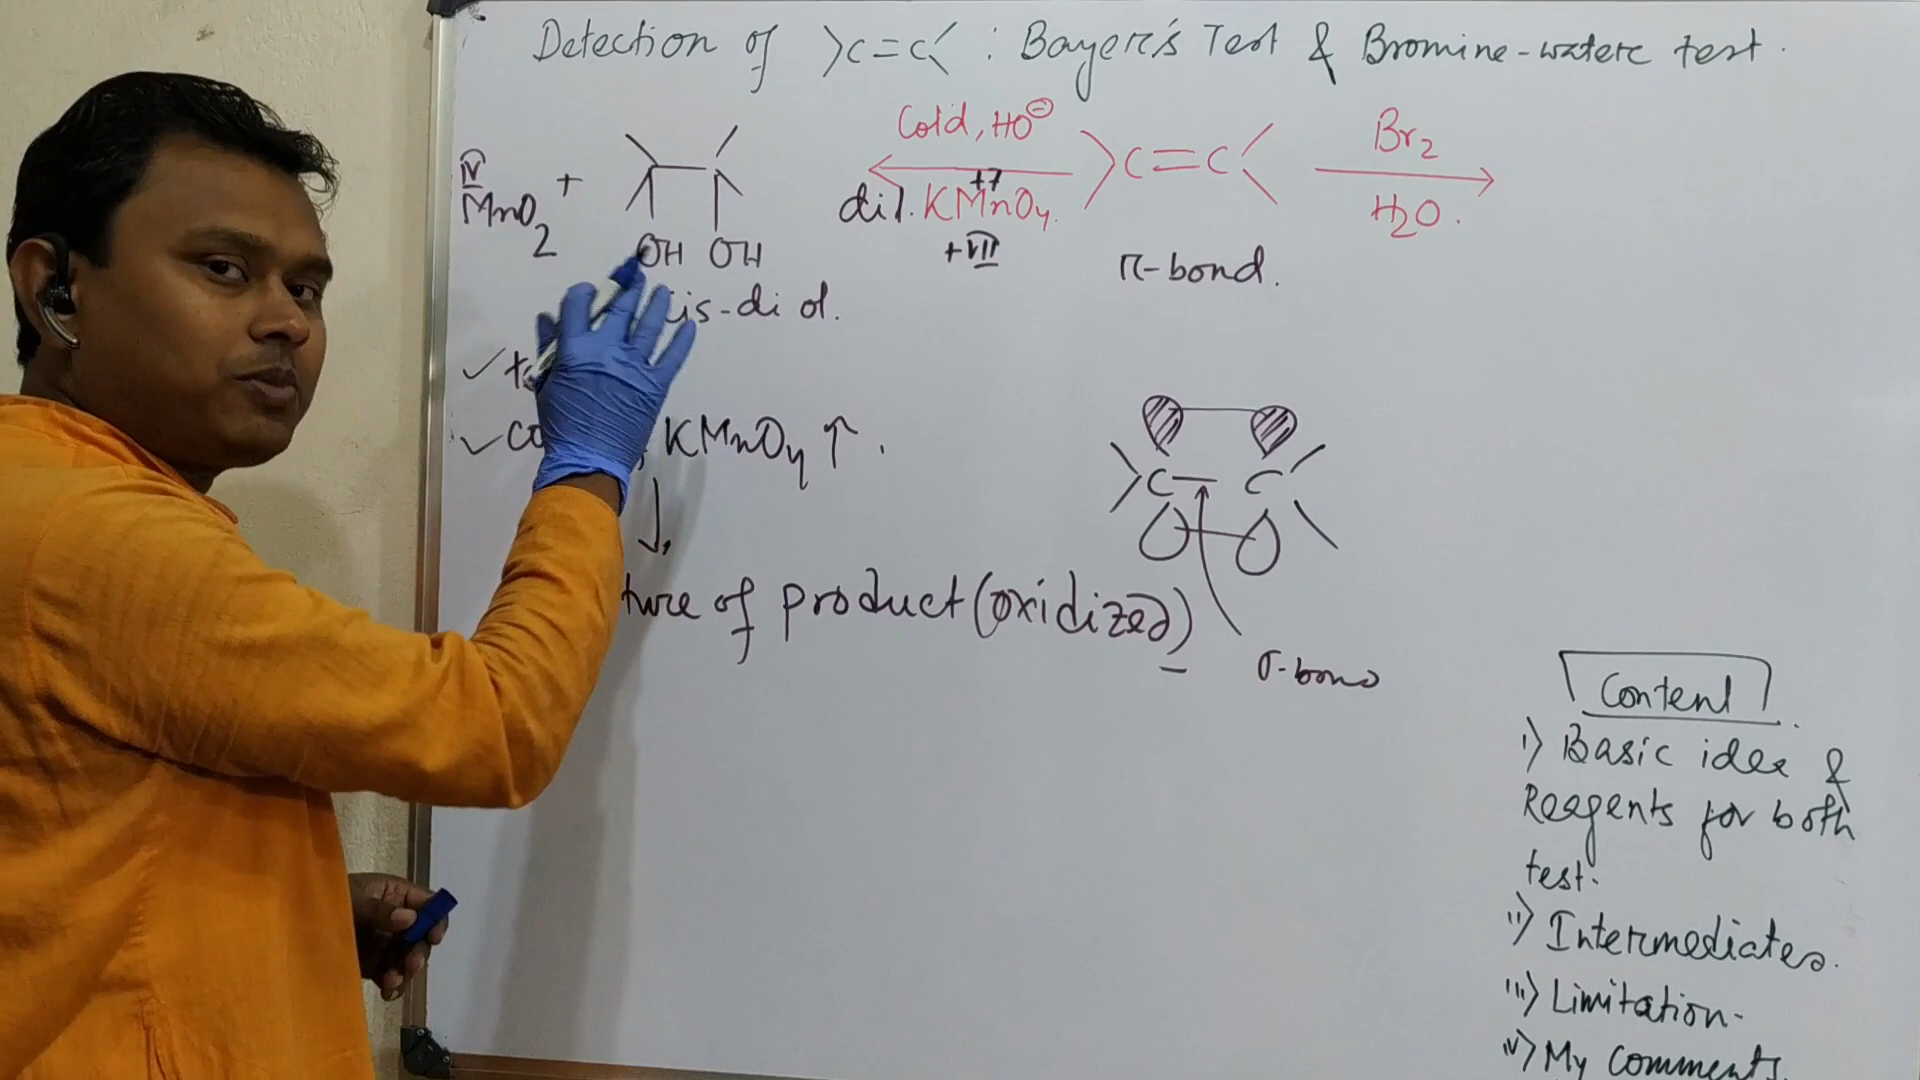 Detection of >C=C< : Bayer's Test & Bromine-water test.
Cold, HO⊖
dil. KMnO4.
+7
+VII
>C=C<
π-bond.
Br2
H2O.
IV
MnO2 +
OH OH
cis-diol.
KMnO4 ↑.
of product (oxidized)
C—C
σ-bond
Content
i) Basic idea &
Reagents for both
test.
ii) Intermediates.
iii) Limitation-
iv) My comments.